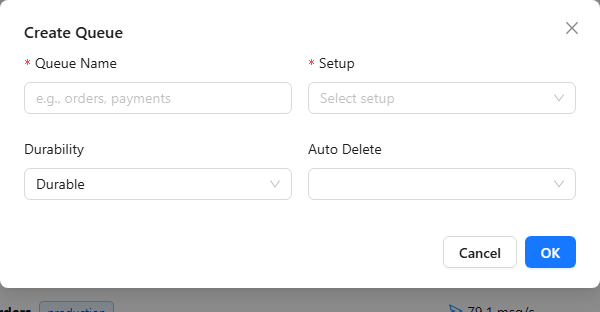 Create Queue
* Queue Name
* Setup
e.g., orders, payments
Select setup
Durability
Auto Delete
Durable
Cancel
OK
production
79.1 msg/s